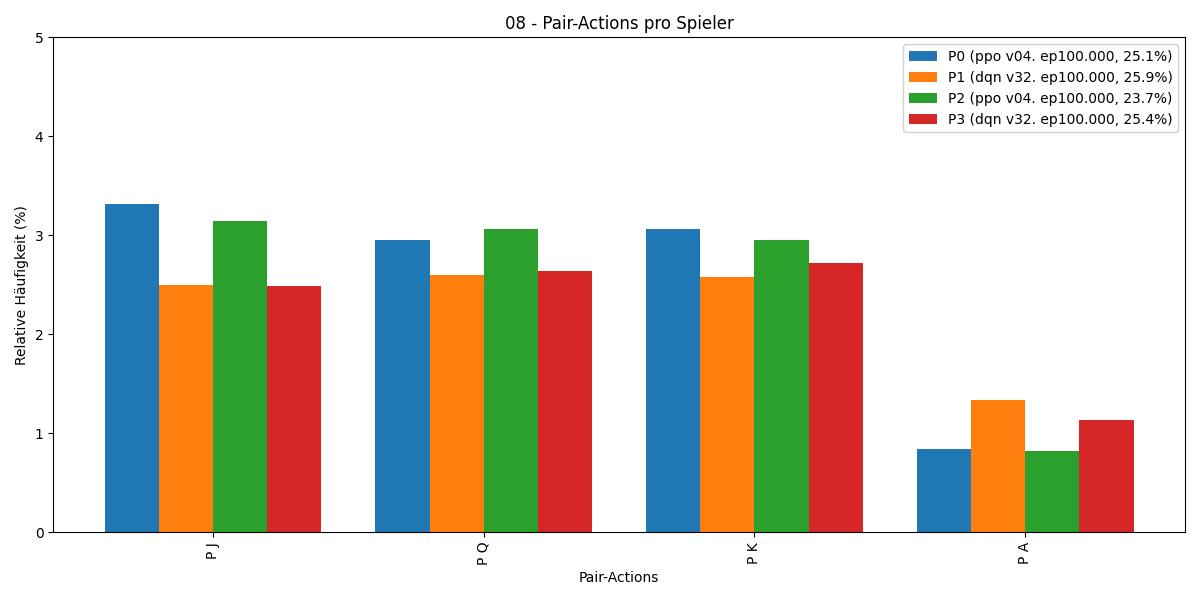 08 - Pair-Actions pro Spieler
P0 (ppo v04. ep100.000, 25.1%)
P1 (dqn v32. ep100.000, 25.9%)
P2 (ppo v04. ep100.000, 23.7%)
P3 (dqn v32. ep100.000, 25.4%)
Relative Häufigkeit (%)
5
4
3
2
1
0
P J
P Q
P K
P A
Pair-Actions